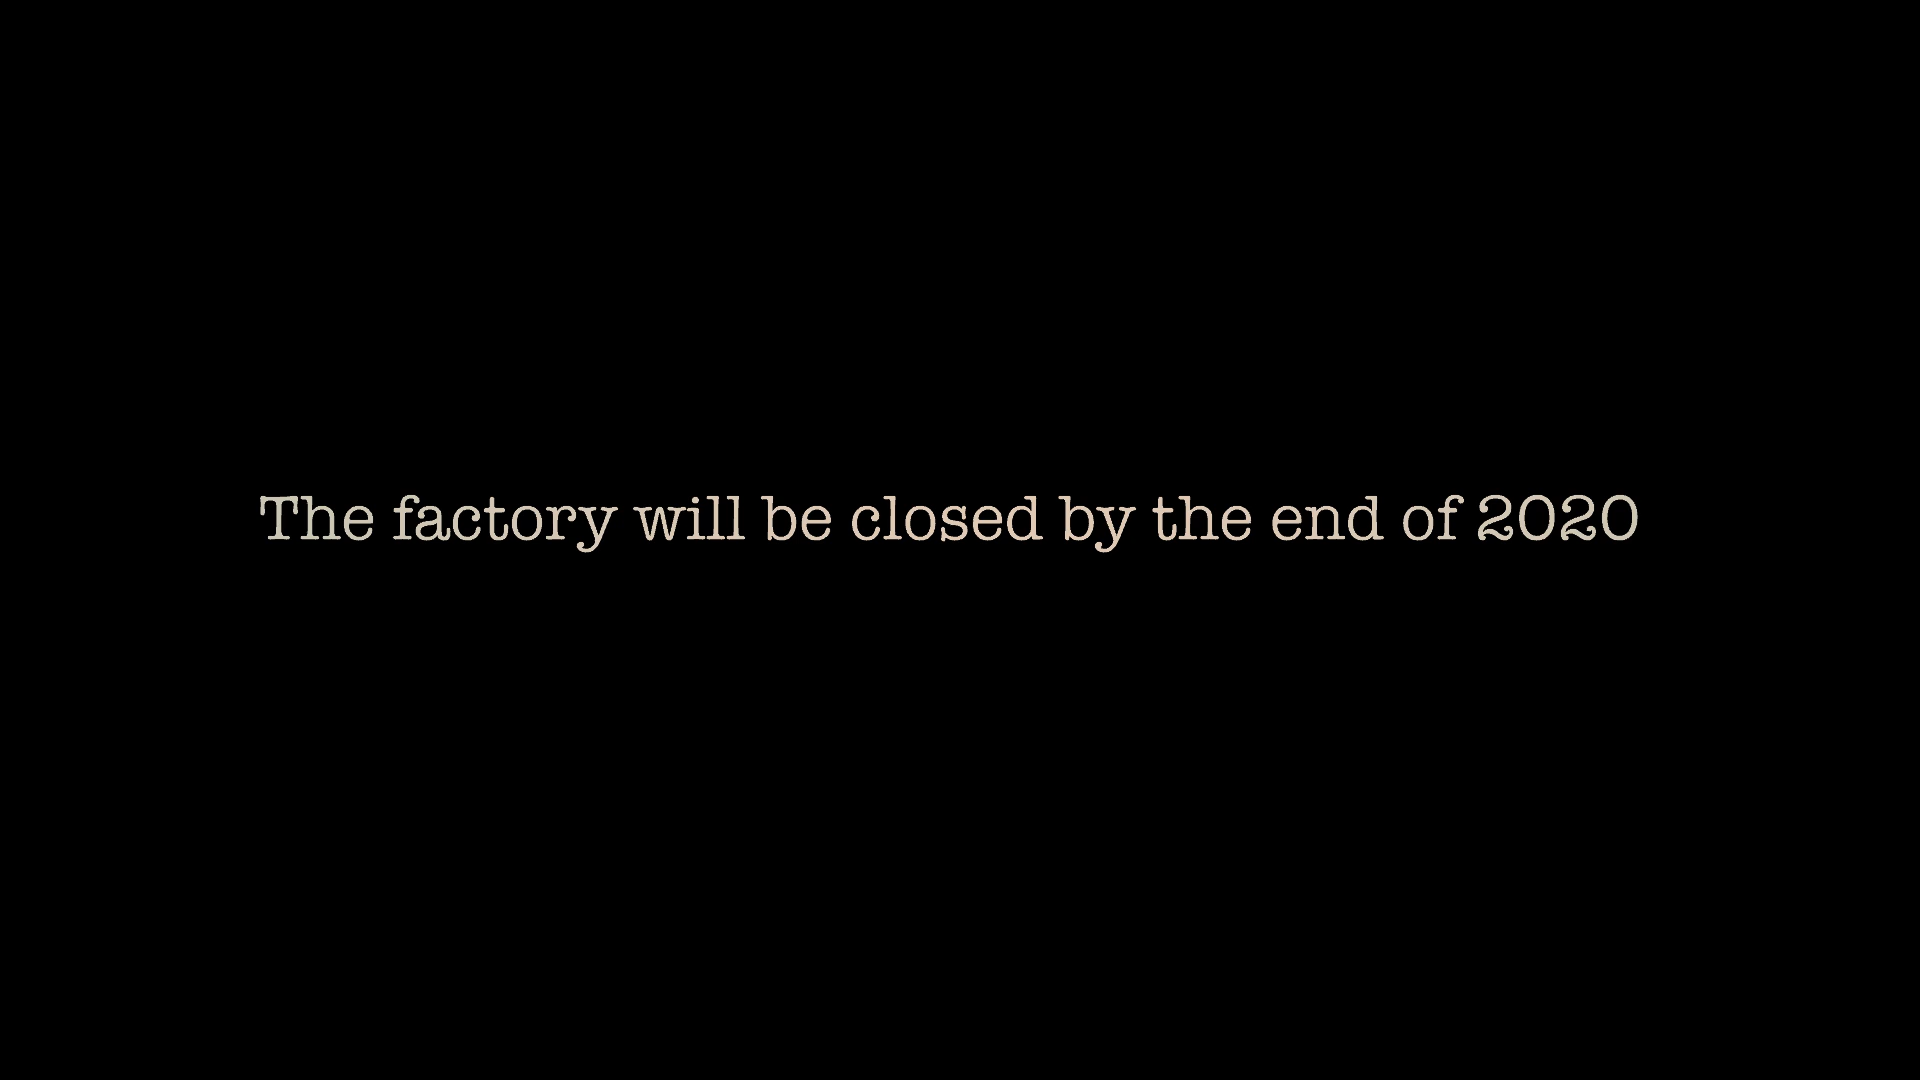 The factory will be closed by the end of 2020